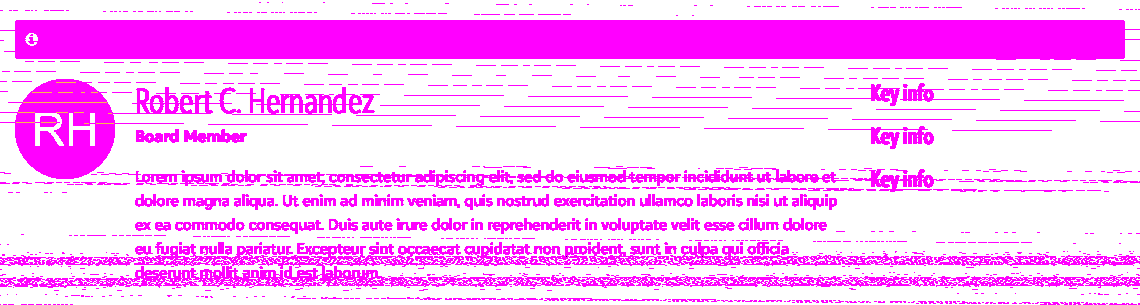 RH
Robert C. Hernandez
Board Member
Lorem ipsum dolor sit amet, consectetur adipiscing elit, sed do eiusmod tempor incididunt ut labore et
dolore magna aliqua. Ut enim ad minim veniam, quis nostrud exercitation ullamco laboris nisi ut aliquip
ex ea commodo consequat. Duis aute irure dolor in reprehenderit in voluptate velit esse cillum dolore
eu fugiat nulla pariatur. Excepteur sint occaecat cupidatat non proident, sunt in culpa qui officia
deserunt mollit anim id est laborum.
Key info
Key info
Key info